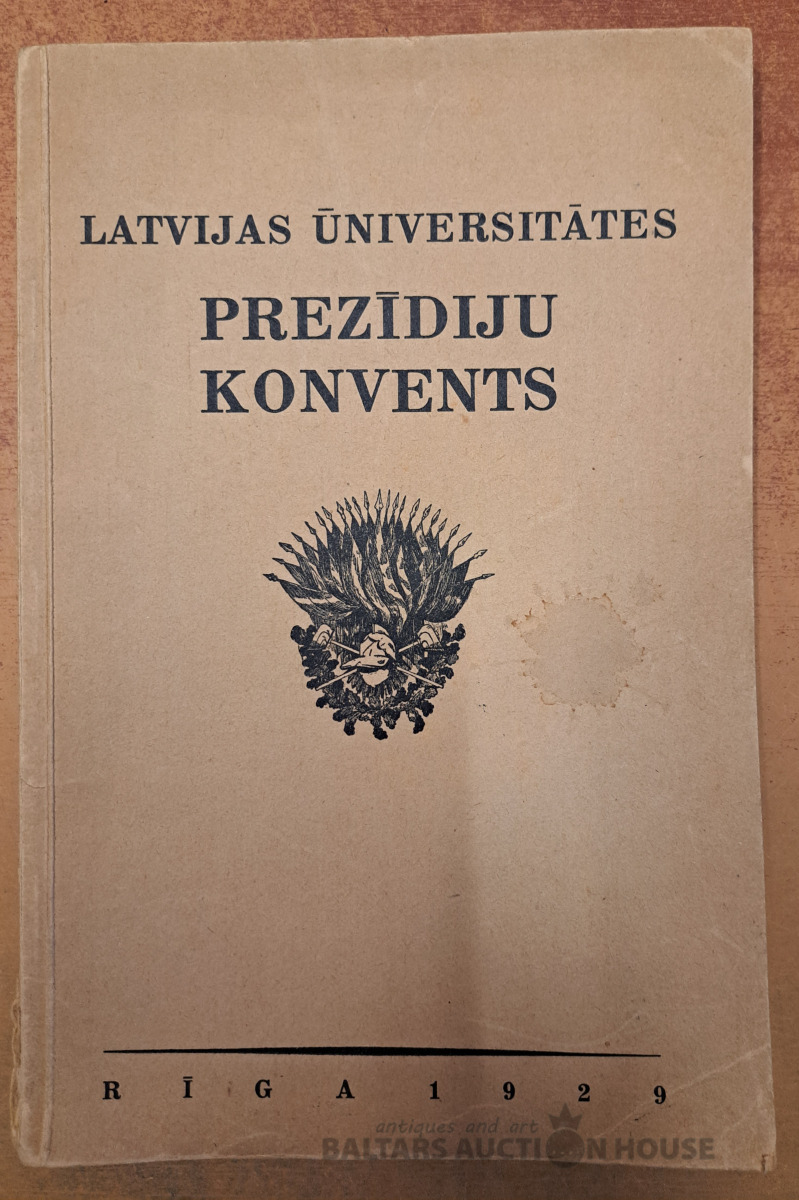 LATVIJAS ŪNIVERSITĀTES
PREZĪDIJU
KONVENTS
RĪGA 1929
antiques and art
BALTARS AUCTION HOUSE